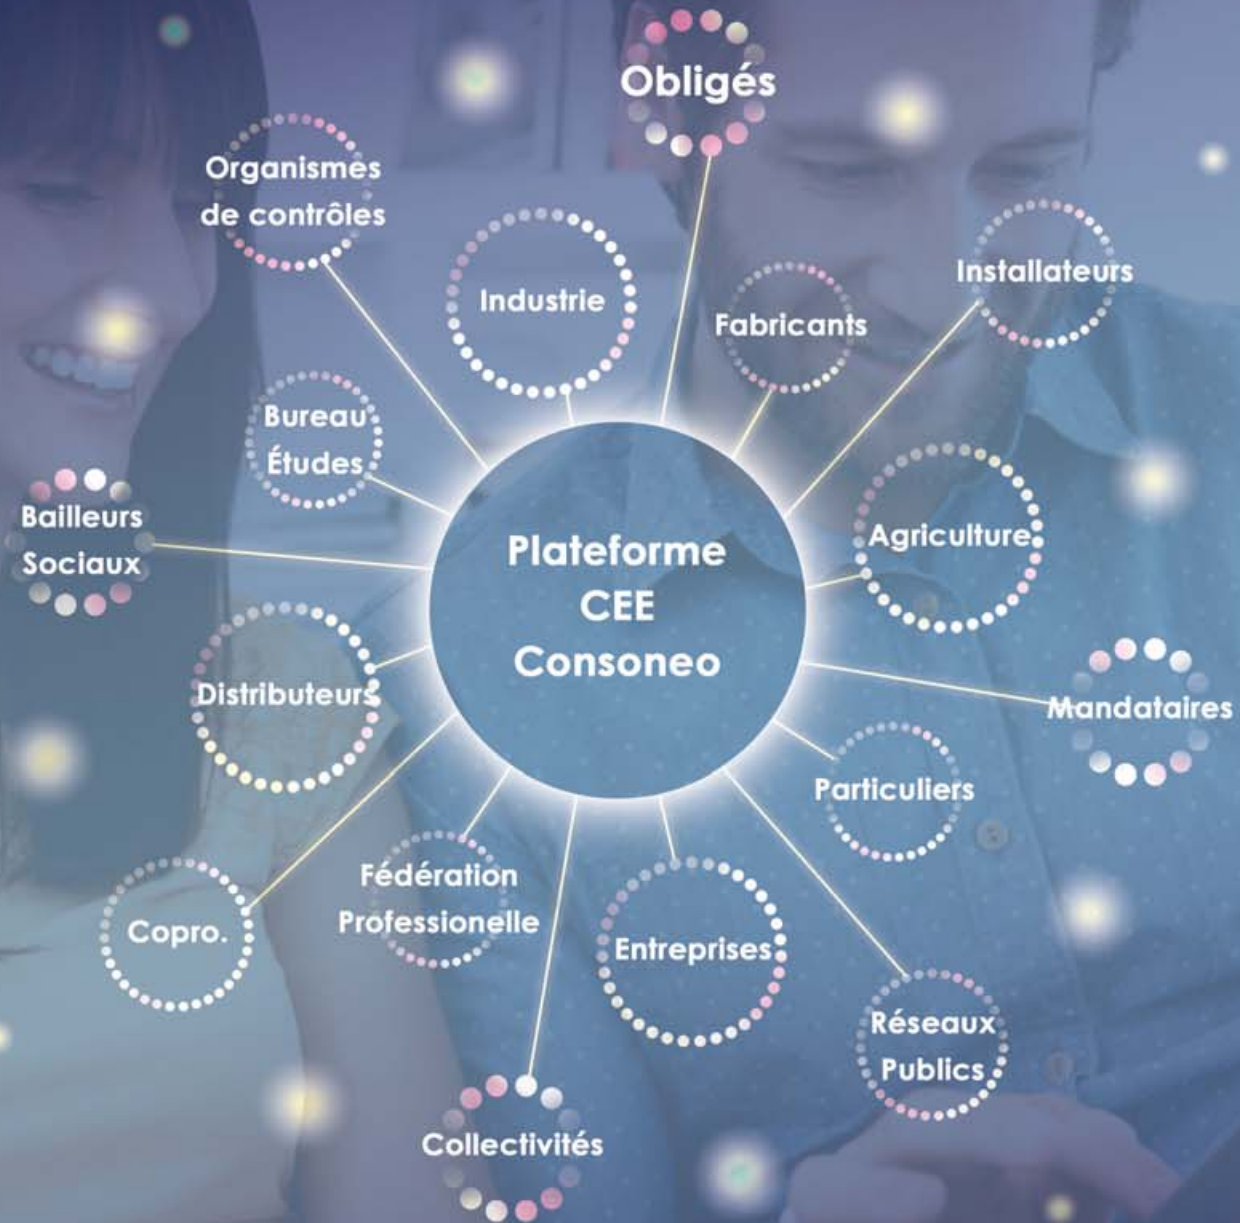 Obligés
Organismes
de contrôles
Industrie
Fabricants
Installateurs
Bureau
Études
Bailleurs
Sociaux
Plateforme
CEE
Consoneo
Agriculture
Distributeurs
Mandataires
Particuliers
Fédération
Professionelle
Copro.
Entreprises
Réseaux
Publics
Collectivités